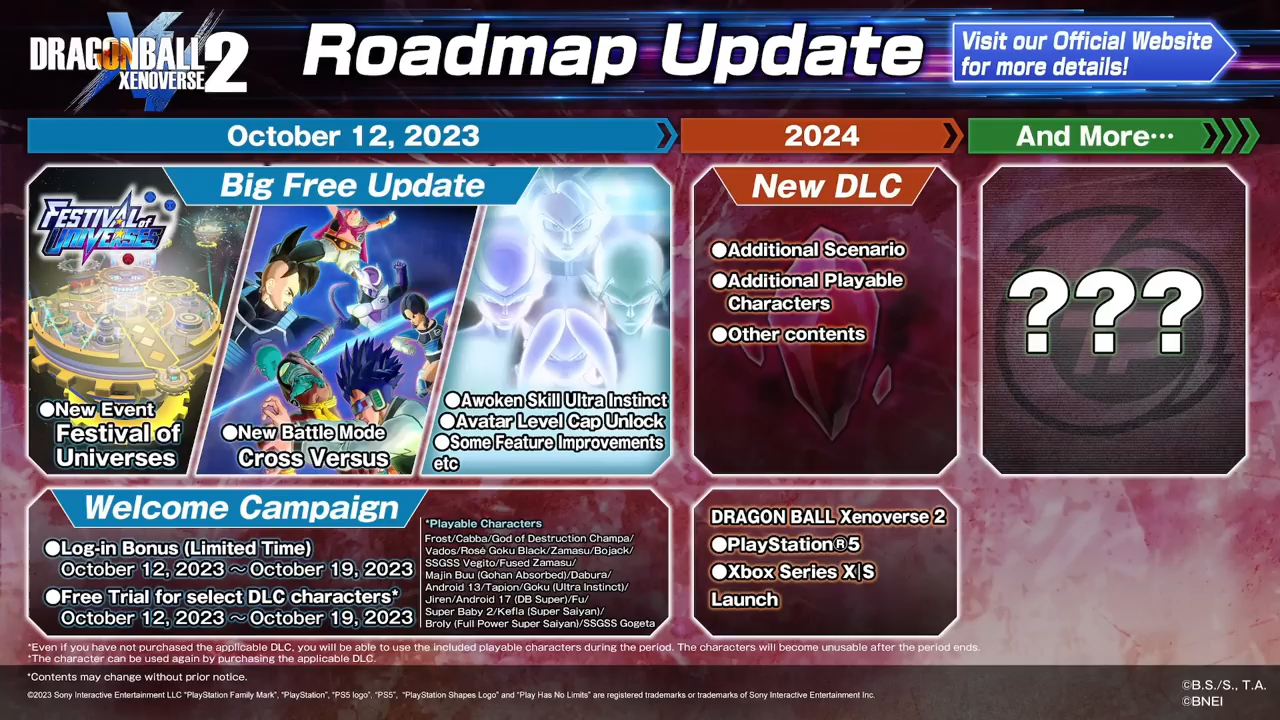 DRAGONBALL
XENOVERSE 2
Roadmap Update
Visit our Official Website
for more details!
October 12, 2023
2024
And More…
Big Free Update
FESTIVAL of
UNIVERSES
●New Event
Festival of
Universes
●New Battle Mode
Cross Versus
●Awoken Skill Ultra Instinct
●Avatar Level Cap Unlock
●Some Feature Improvements
etc
New DLC
●Additional Scenario
●Additional Playable
Characters
●Other contents
???
Welcome Campaign
●Log-in Bonus (Limited Time)
October 12, 2023 ～ October 19, 2023
●Free Trial for select DLC characters*
October 12, 2023 ～ October 19, 2023
*Playable Characters
Frost/Cabba/God of Destruction Champa/
Vados/Rosé Goku Black/Zamasu/Bojack/
SSGSS Vegito/Fused Zamasu/
Majin Buu (Gohan Absorbed)/Dabura/
Android 13/Tapion/Goku (Ultra Instinct)/
Jiren/Android 17 (DB Super)/Fu/
Super Baby 2/Kefla (Super Saiyan)/
Broly (Full Power Super Saiyan)/SSGSS Gogeta
DRAGON BALL Xenoverse 2
●PlayStation®5
●Xbox Series X|S
Launch
*Even if you have not purchased the applicable DLC, you will be able to use the included playable characters during the period. The characters will become unusable after the period ends.
*The character can be used again by purchasing the applicable DLC.
*Contents may change without prior notice.
©2023 Sony Interactive Entertainment LLC "PlayStation Family Mark", "PlayStation", "PS5 logo", "PS5", "PlayStation Shapes Logo" and "Play Has No Limits" are registered trademarks or trademarks of Sony Interactive Entertainment Inc.
©B.S./S., T.A.
©BNEI